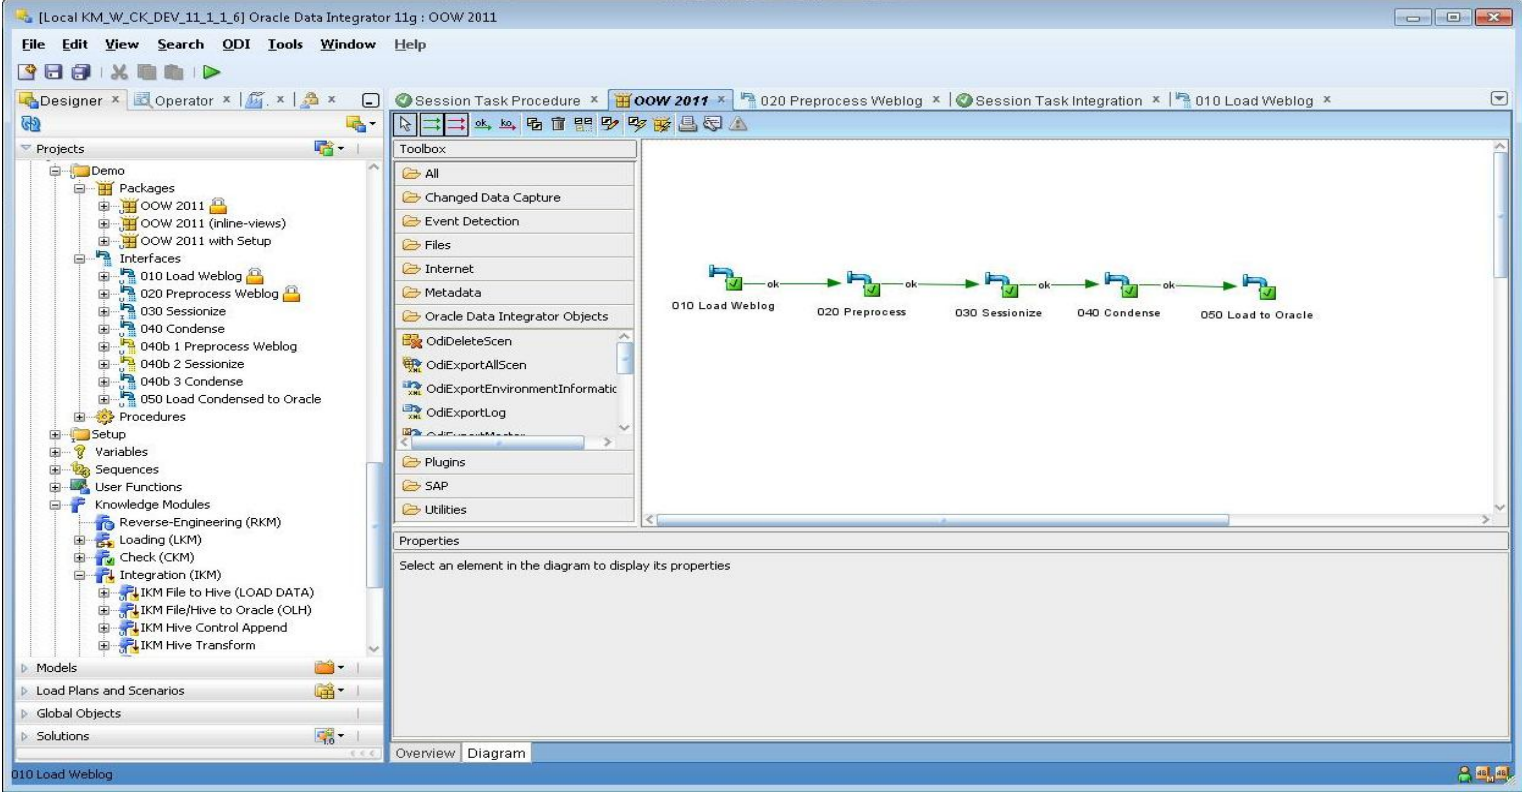 [Local KM_W_CK_DEV_11_1_1_6] Oracle Data Integrator 11g : OOW 2011
File Edit View Search ODI Tools Window Help
Designer Operator
Session Task Procedure OOW 2011 020 Preprocess Weblog Session Task Integration 010 Load Weblog
ok ko
Projects
Demo
Packages
OOW 2011
OOW 2011 (inline-views)
OOW 2011 with Setup
Interfaces
010 Load Weblog
020 Preprocess Weblog
030 Sessionize
040 Condense
040b 1 Preprocess Weblog
040b 2 Sessionize
040b 3 Condense
050 Load Condensed to Oracle
Procedures
Setup
Variables
Sequences
User Functions
Knowledge Modules
Reverse-Engineering (RKM)
Loading (LKM)
Check (CKM)
Integration (IKM)
IKM File to Hive (LOAD DATA)
IKM File/Hive to Oracle (OLH)
IKM Hive Control Append
IKM Hive Transform
Models
Load Plans and Scenarios
Global Objects
Solutions
1.0
Toolbox
All
Changed Data Capture
Event Detection
Files
Internet
Metadata
Oracle Data Integrator Objects
OdiDeleteScen
OdiExportAllScen
OdiExportEnvironmentInformatic
OdiExportLog
Plugins
SAP
Utilities
ok ok ok ok
010 Load Weblog 020 Preprocess 030 Sessionize 040 Condense 050 Load to Oracle
Properties
Select an element in the diagram to display its properties
Overview Diagram
010 Load Weblog